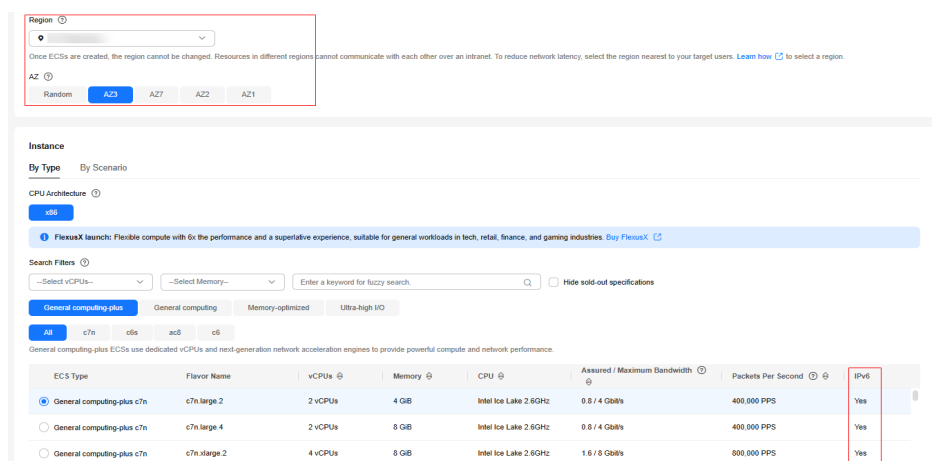 Region
Once ECSs are created, the region cannot be changed. Resources in different regions cannot communicate with each other over an intranet. To reduce network latency, select the region nearest to your target users. Learn how to select a region.
AZ
Random AZ3 AZ7 AZ2 AZ1
Instance
By Type By Scenario
CPU Architecture
x86
FlexusX launch: Flexible compute with 6x the performance and a superlative experience, suitable for general workloads in tech, retail, finance, and gaming industries. Buy FlexusX
Search Filters
--Select vCPUs-- --Select Memory-- Enter a keyword for fuzzy search. Hide sold-out specifications
General computing-plus General computing Memory-optimized Ultra-high I/O
All c7n c6s ac8 c6
General computing-plus ECSs use dedicated vCPUs and next-generation network acceleration engines to provide powerful compute and network performance.
ECS Type Flavor Name vCPUs Memory CPU Assured / Maximum Bandwidth Packets Per Second IPv6
General computing-plus c7n c7n.large.2 2 vCPUs 4 GiB Intel Ice Lake 2.6GHz 0.8 / 4 Gbit/s 400,000 PPS Yes
General computing-plus c7n c7n.large.4 2 vCPUs 8 GiB Intel Ice Lake 2.6GHz 0.8 / 4 Gbit/s 400,000 PPS Yes
General computing-plus c7n c7n.xlarge.2 4 vCPUs 8 GiB Intel Ice Lake 2.6GHz 1.6 / 8 Gbit/s 800,000 PPS Yes